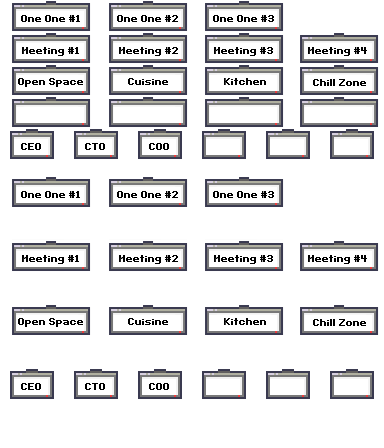 One One #1 One One #2 One One #3
Meeting #1 Meeting #2 Meeting #3 Meeting #4
Open Space Cuisine Kitchen Chill Zone
CEO CTO COO
One One #1 One One #2 One One #3
Meeting #1 Meeting #2 Meeting #3 Meeting #4
Open Space Cuisine Kitchen Chill Zone
CEO CTO COO